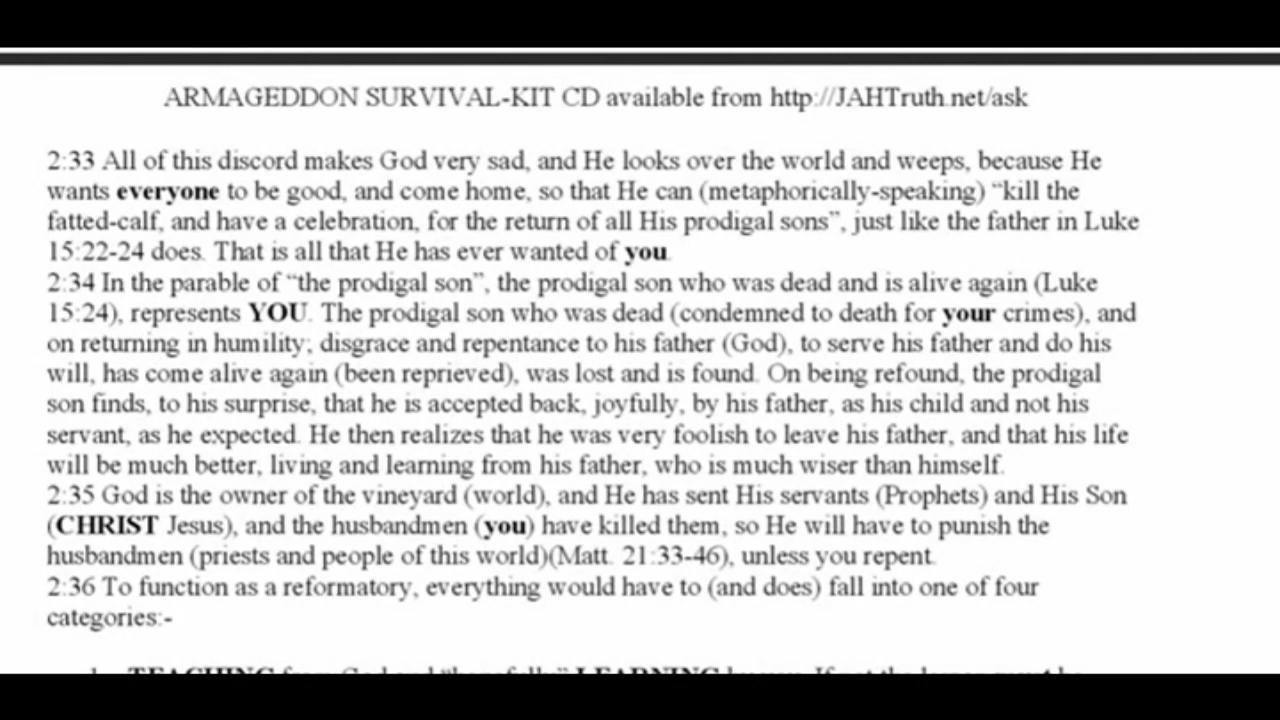 ARMAGEDDON SURVIVAL-KIT CD available from http://JAHTruth.net/ask
2:33 All of this discord makes God very sad, and He looks over the world and weeps, because He
wants everyone to be good, and come home, so that He can (metaphorically-speaking) “kill the
fatted-calf, and have a celebration, for the return of all His prodigal sons”, just like the father in Luke
15:22-24 does. That is all that He has ever wanted of you.
2:34 In the parable of “the prodigal son”, the prodigal son who was dead and is alive again (Luke
15:24), represents YOU. The prodigal son who was dead (condemned to death for your crimes), and
on returning in humility; disgrace and repentance to his father (God), to serve his father and do his
will, has come alive again (been reprieved), was lost and is found. On being refound, the prodigal
son finds, to his surprise, that he is accepted back, joyfully, by his father, as his child and not his
servant, as he expected. He then realizes that he was very foolish to leave his father, and that his life
will be much better, living and learning from his father, who is much wiser than himself.
2:35 God is the owner of the vineyard (world), and He has sent His servants (Prophets) and His Son
(CHRIST Jesus), and the husbandmen (you) have killed them, so He will have to punish the
husbandmen (priests and people of this world)(Matt. 21:33-46), unless you repent.
2:36 To function as a reformatory, everything would have to (and does) fall into one of four
categories:-
TEACHING from God and “hopefully” LEARNING